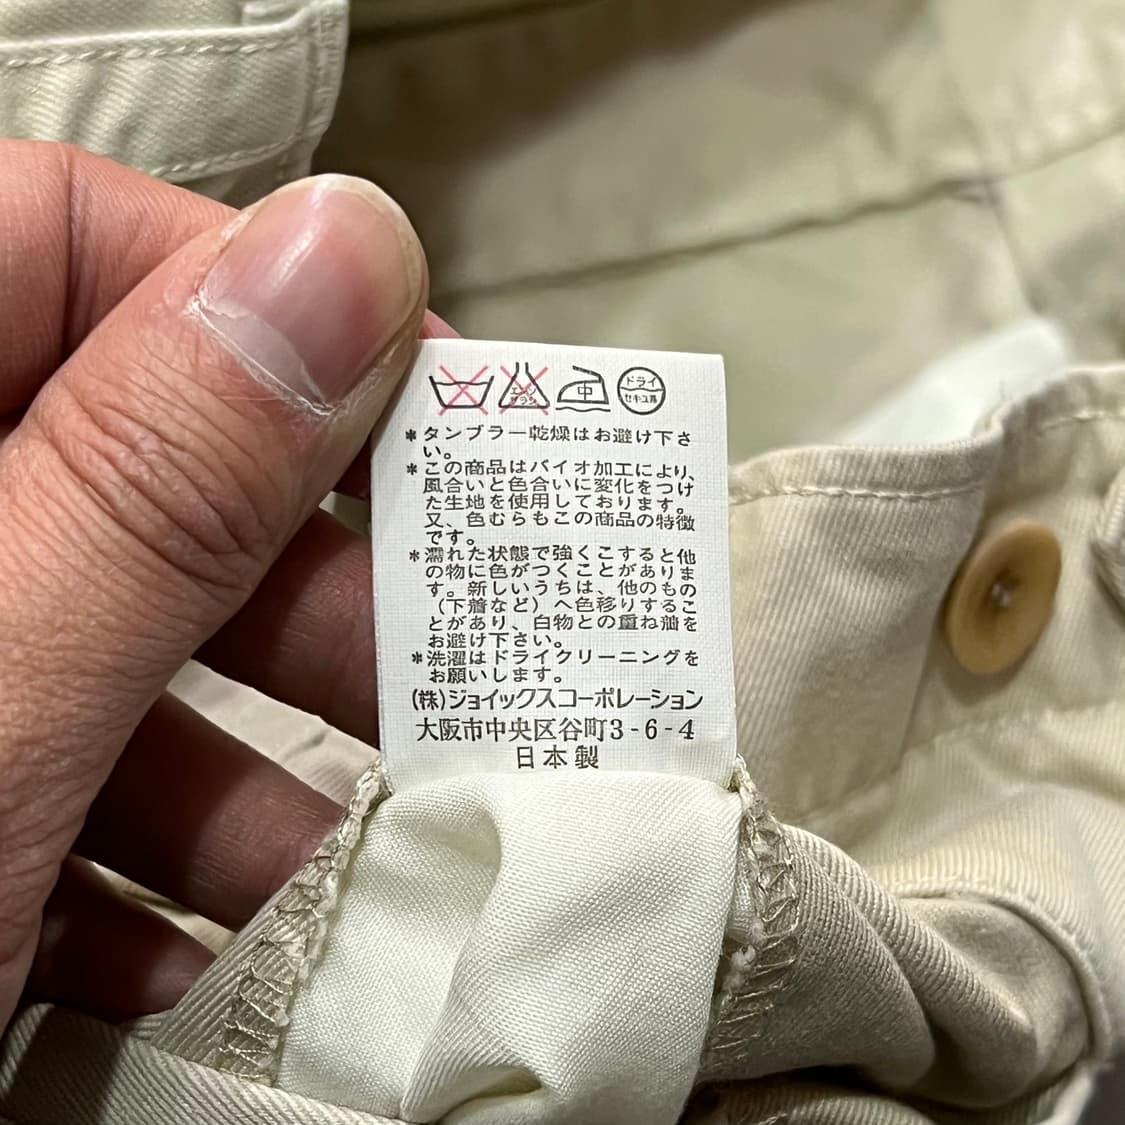 エンソ
サラシ
中
ドライ
セキユ系
＊タンブラー乾燥はお避け下さ
い。
＊この商品はバイオ加工により、
風合いと色合いに変化をつけ
た生地を使用しております。
又、色むらもこの商品の特徴
です。
＊濡れた状態で強くこすると他
の物に色がつくことがありま
す。新しいうちは、他のもの
（下着など）へ色移りするこ
とがあり、白物との重ね着を
お避け下さい。
＊洗濯はドライクリーニングを
お願いします。
(株)ジョイックスコーポレーション
大阪市中央区谷町3-6-4
日本製